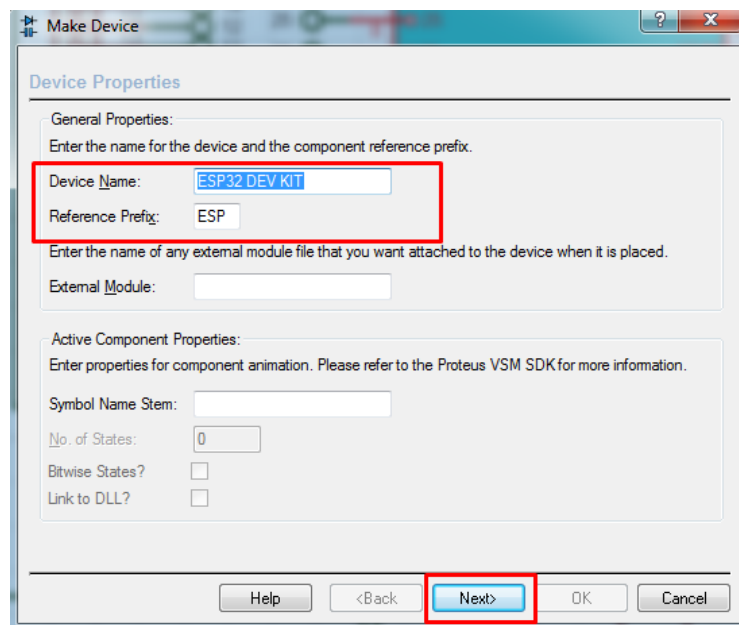 Make Device
?
X
Device Properties
General Properties:
Enter the name for the device and the component reference prefix.
Device Name:
ESP32 DEV KIT
Reference Prefix:
ESP
Enter the name of any external module file that you want attached to the device when it is placed.
External Module:
Active Component Properties:
Enter properties for component animation. Please refer to the Proteus VSM SDK for more information.
Symbol Name Stem:
No. of States:
0
Bitwise States?
Link to DLL?
Help
<Back
Next>
OK
Cancel